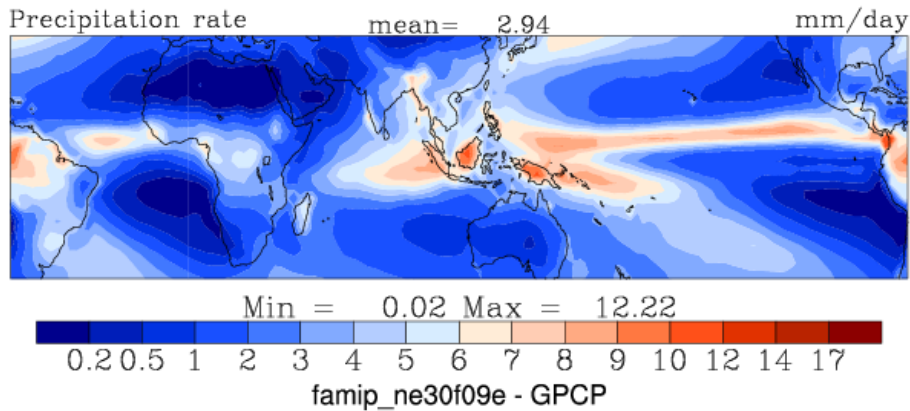 Precipitation rate mean= 2.94 mm/day
Min = 0.02 Max = 12.22
0.2 0.5 1 2 3 4 5 6 7 8 9 10 12 14 17
famip_ne30f09e - GPCP